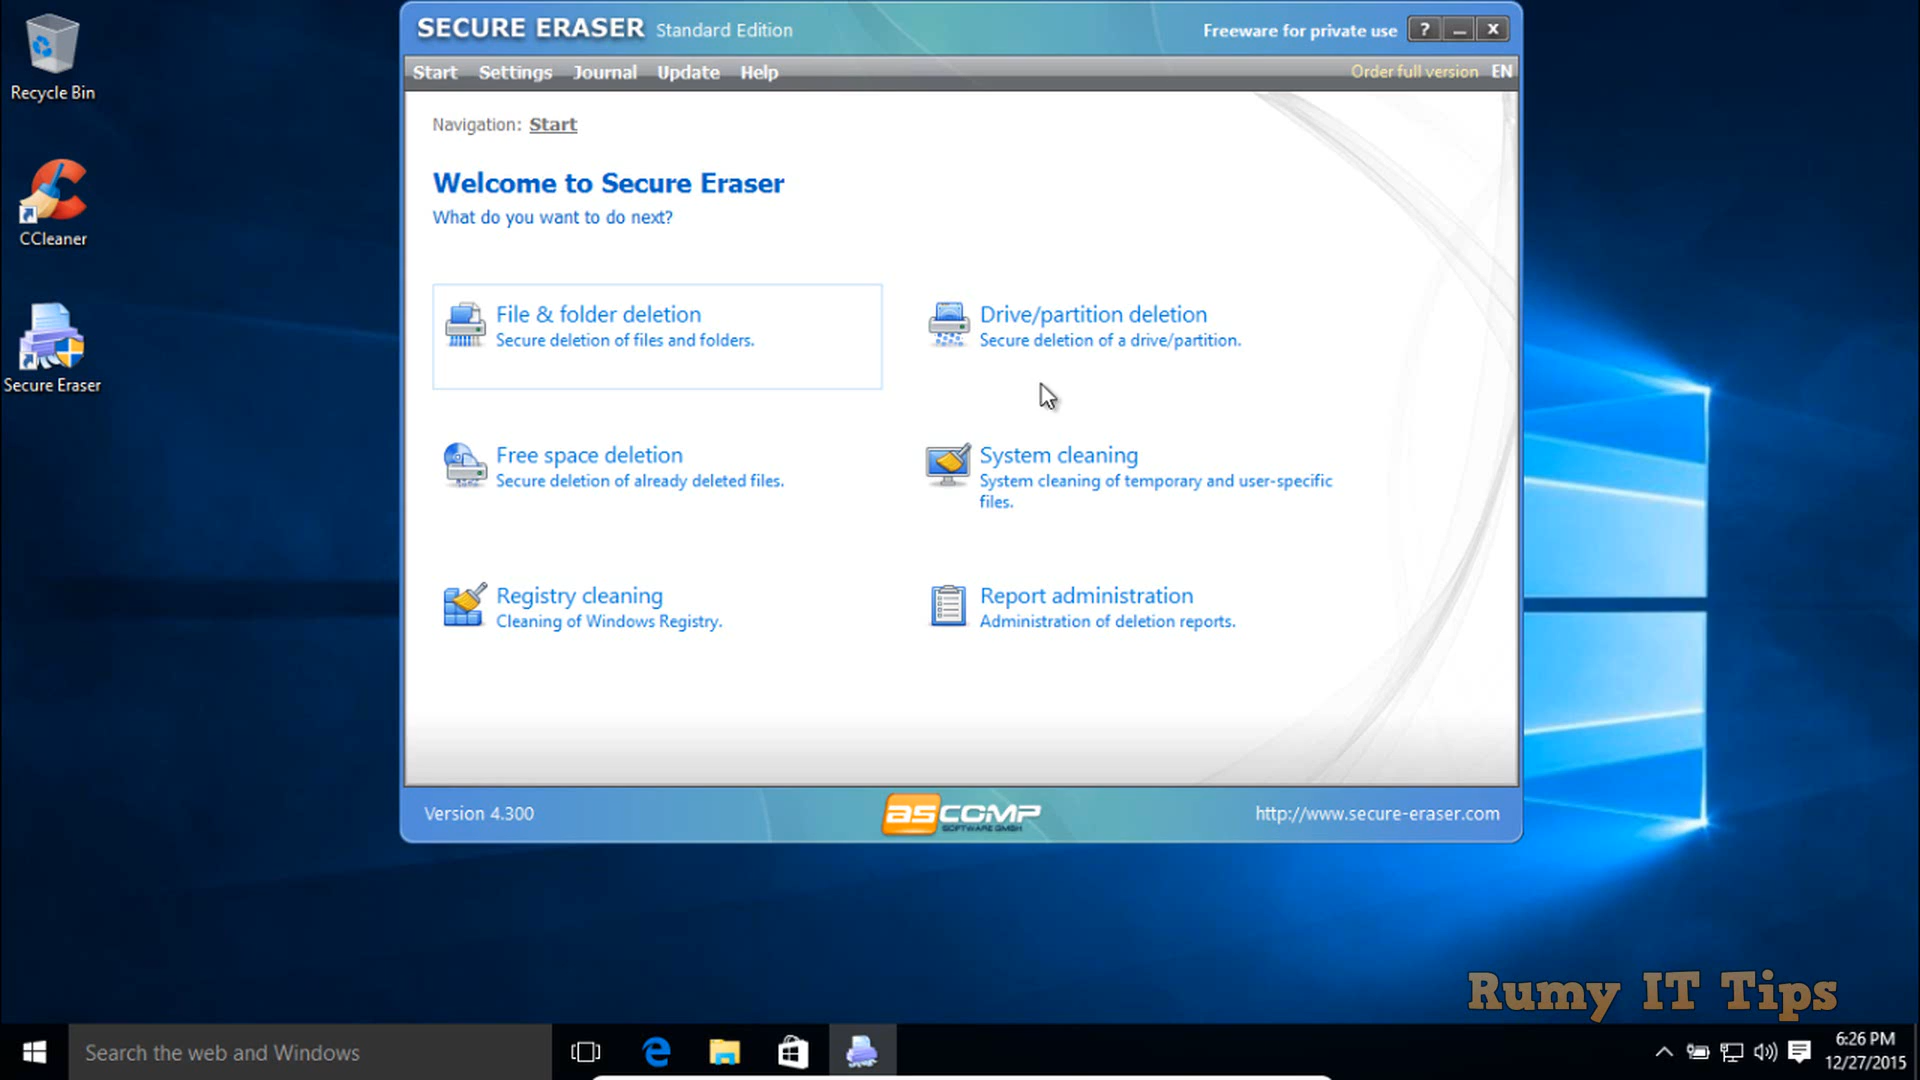 Recycle Bin
CCleaner
Secure Eraser
SECURE ERASER Standard Edition
Freeware for private use ? _ X
Start Settings Journal Update Help
Order full version EN
Navigation: Start
Welcome to Secure Eraser
What do you want to do next?
File & folder deletion
Secure deletion of files and folders.
Drive/partition deletion
Secure deletion of a drive/partition.
Free space deletion
Secure deletion of already deleted files.
System cleaning
System cleaning of temporary and user-specific
files.
Registry cleaning
Cleaning of Windows Registry.
Report administration
Administration of deletion reports.
Version 4.300
ascomp
SOFTWARE GMBH
http://www.secure-eraser.com
Rumy IT Tips
Search the web and Windows
6:26 PM
12/27/2015